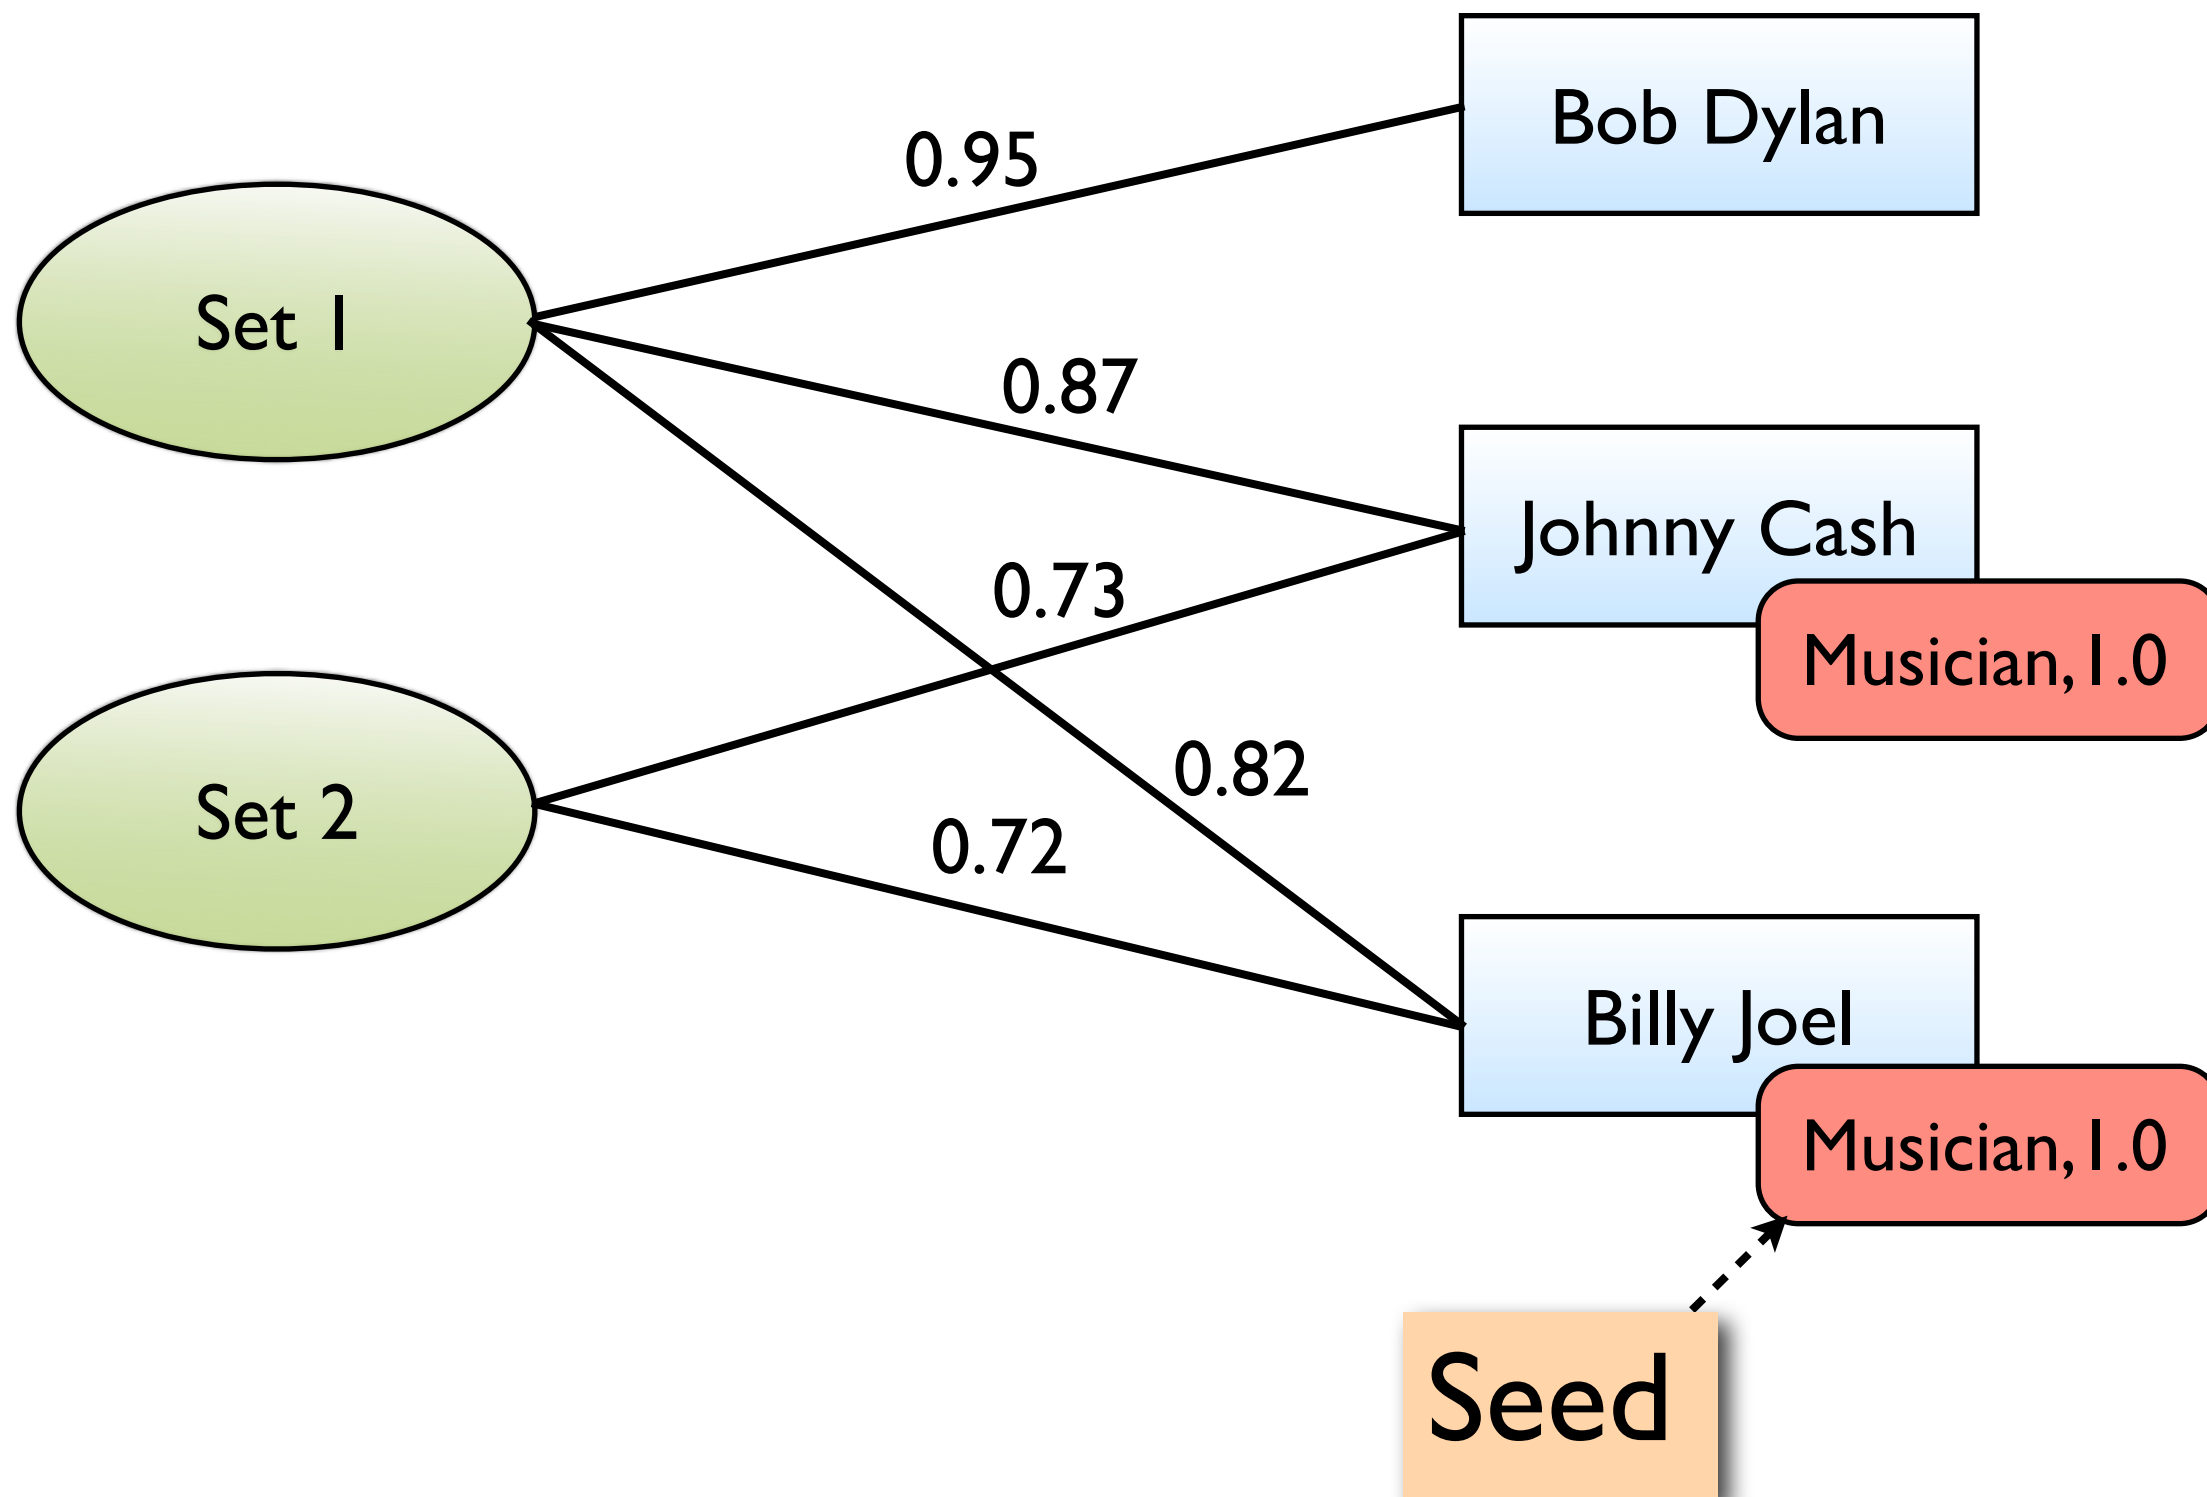 Bob Dylan
0.95
Set 1
0.87
Johnny Cash
0.73
Musician,1.0
0.82
Set 2
0.72
Billy Joel
Musician,1.0
Seed